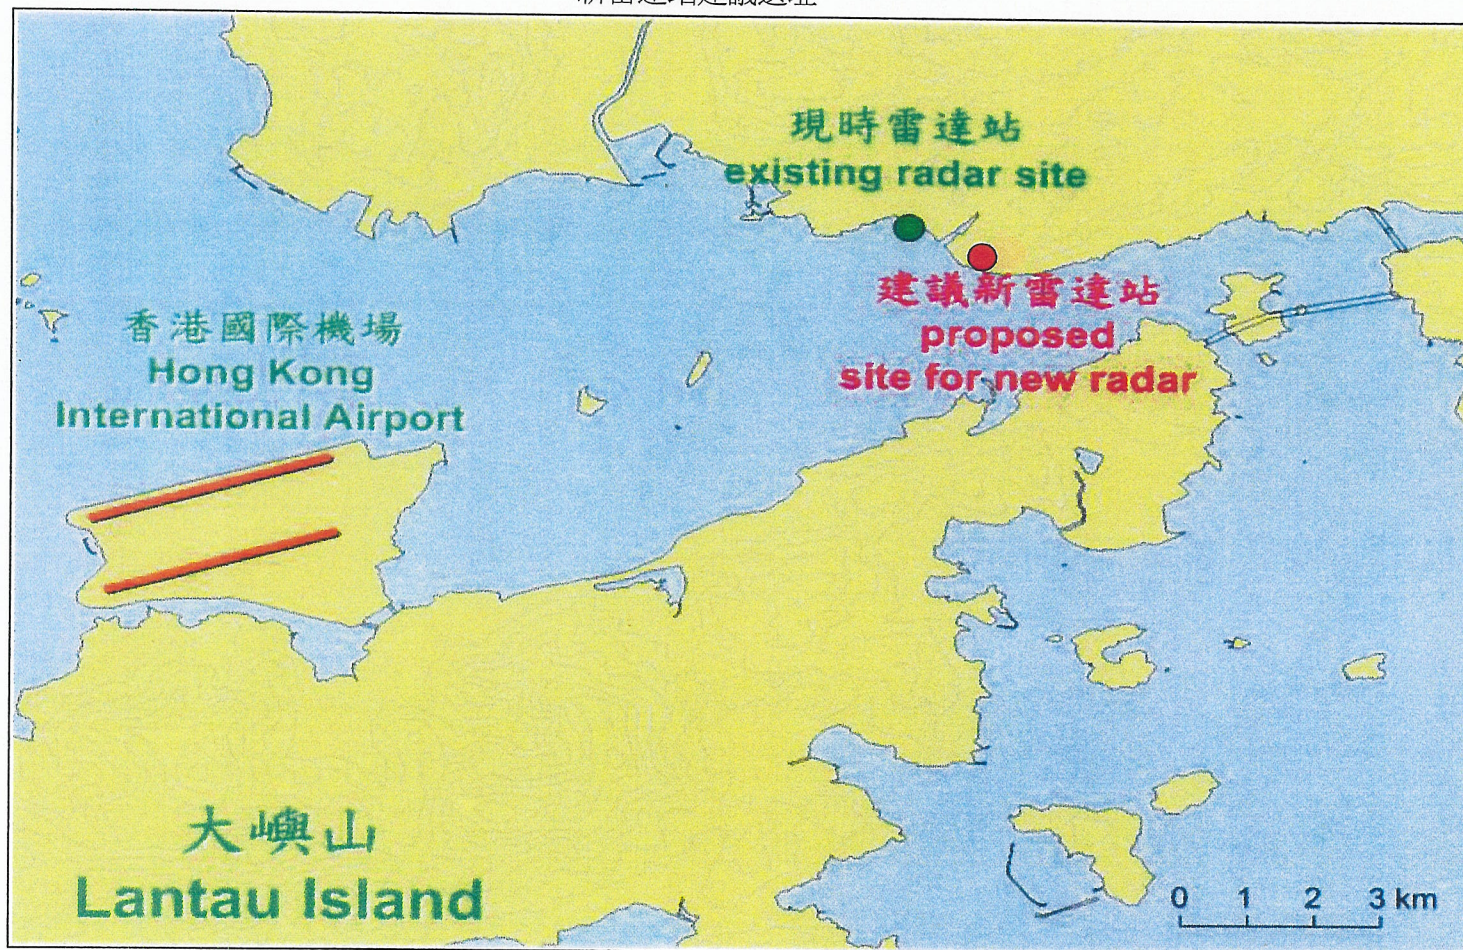 現時雷達站
existing radar site
建議新雷達站
proposed
site for new radar
香港國際機場
Hong Kong
International Airport
大嶼山
Lantau Island
0 1 2 3 km